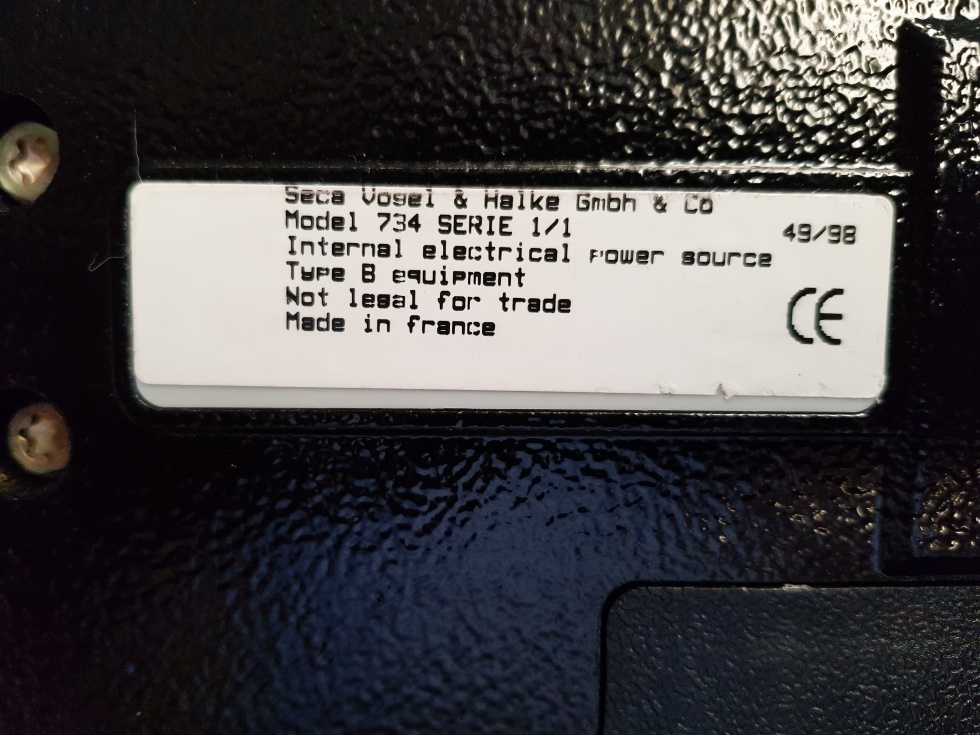 Seca Vogel & Halke Gmbh & Co
Model 734 SERIE 1/1
49/98
Internal electrical power source
Type B equipment
Not legal for trade
Made in france
CE